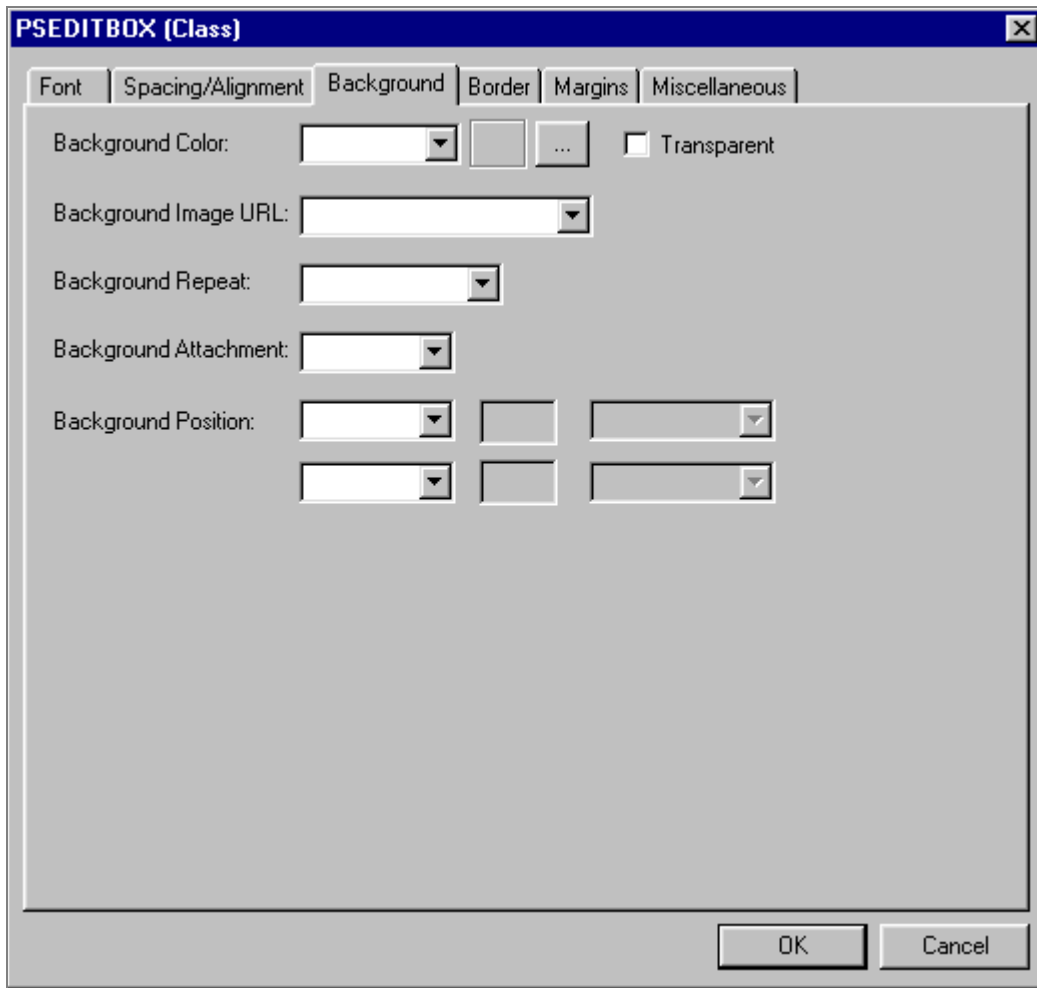 PSEDITBOX (Class)
Font Spacing/Alignment Background Border Margins Miscellaneous
Background Color: ... Transparent
Background Image URL:
Background Repeat:
Background Attachment:
Background Position:
OK Cancel